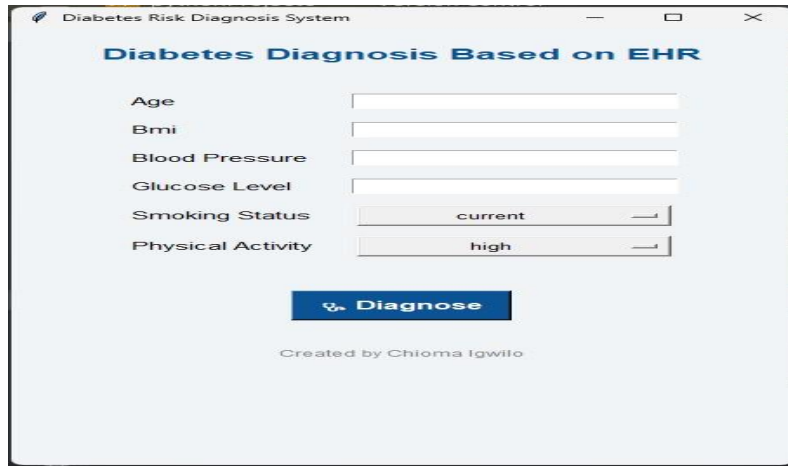 Diabetes Risk Diagnosis System
Diabetes Diagnosis Based on EHR
Age
Bmi
Blood Pressure
Glucose Level
Smoking Status current
Physical Activity high
Diagnose
Created by Chioma Igwilo